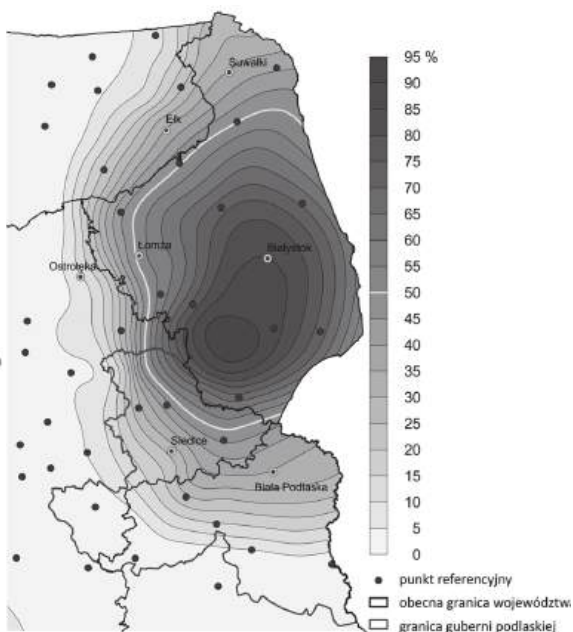 Suwałki
Ełk
Łomża
Ostrołęka
Białystok
Siedlce
Biała Podlaska
95 %
90
85
80
75
70
65
60
55
50
45
40
35
30
25
20
15
10
5
0
punkt referencyjny
obecna granica województwa
granica guberni podlaskiej